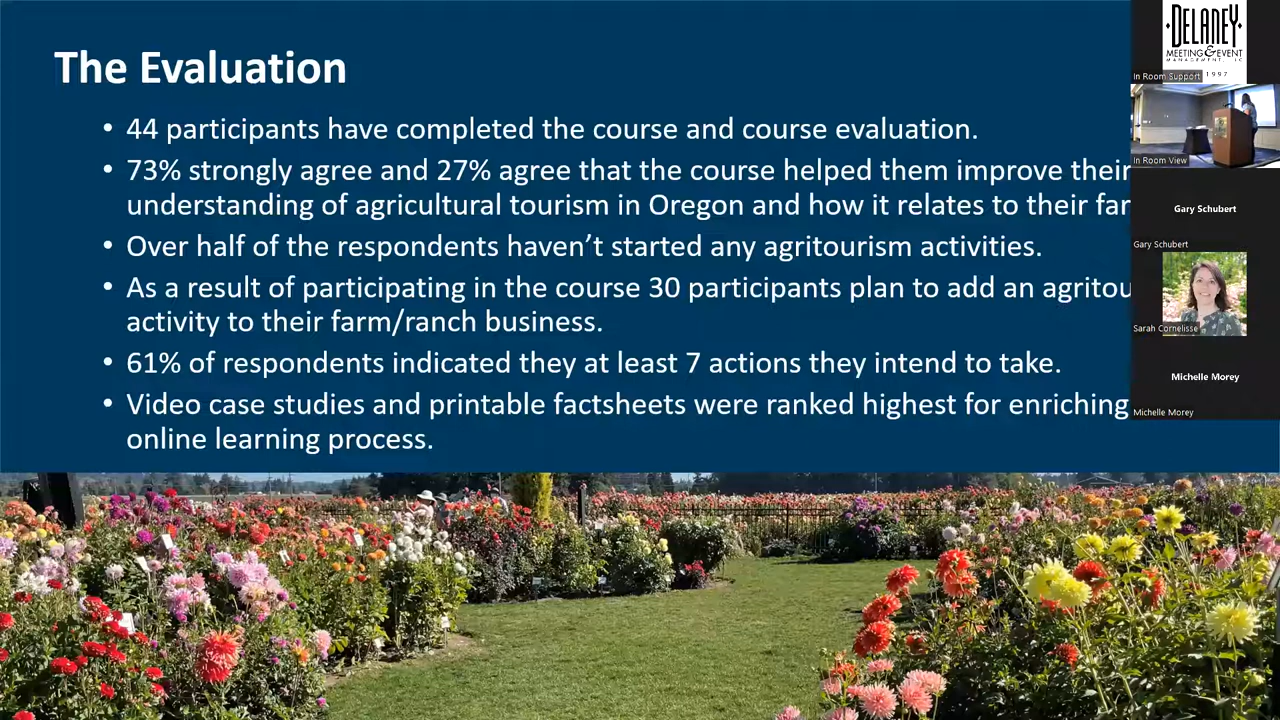 The Evaluation
• 44 participants have completed the course and course evaluation.
• 73% strongly agree and 27% agree that the course helped them improve their
understanding of agricultural tourism in Oregon and how it relates to their far
• Over half of the respondents haven't started any agritourism activities.
• As a result of participating in the course 30 participants plan to add an agritou
activity to their farm/ranch business.
• 61% of respondents indicated they at least 7 actions they intend to take.
• Video case studies and printable factsheets were ranked highest for enriching
online learning process.
DELANEY
MEETING & EVENT
MANAGEMENT, LLC
1997
In Room Support
In Room View
Gary Schubert
Gary Schubert
Sarah Cornelisse
Michelle Morey
Michelle Morey